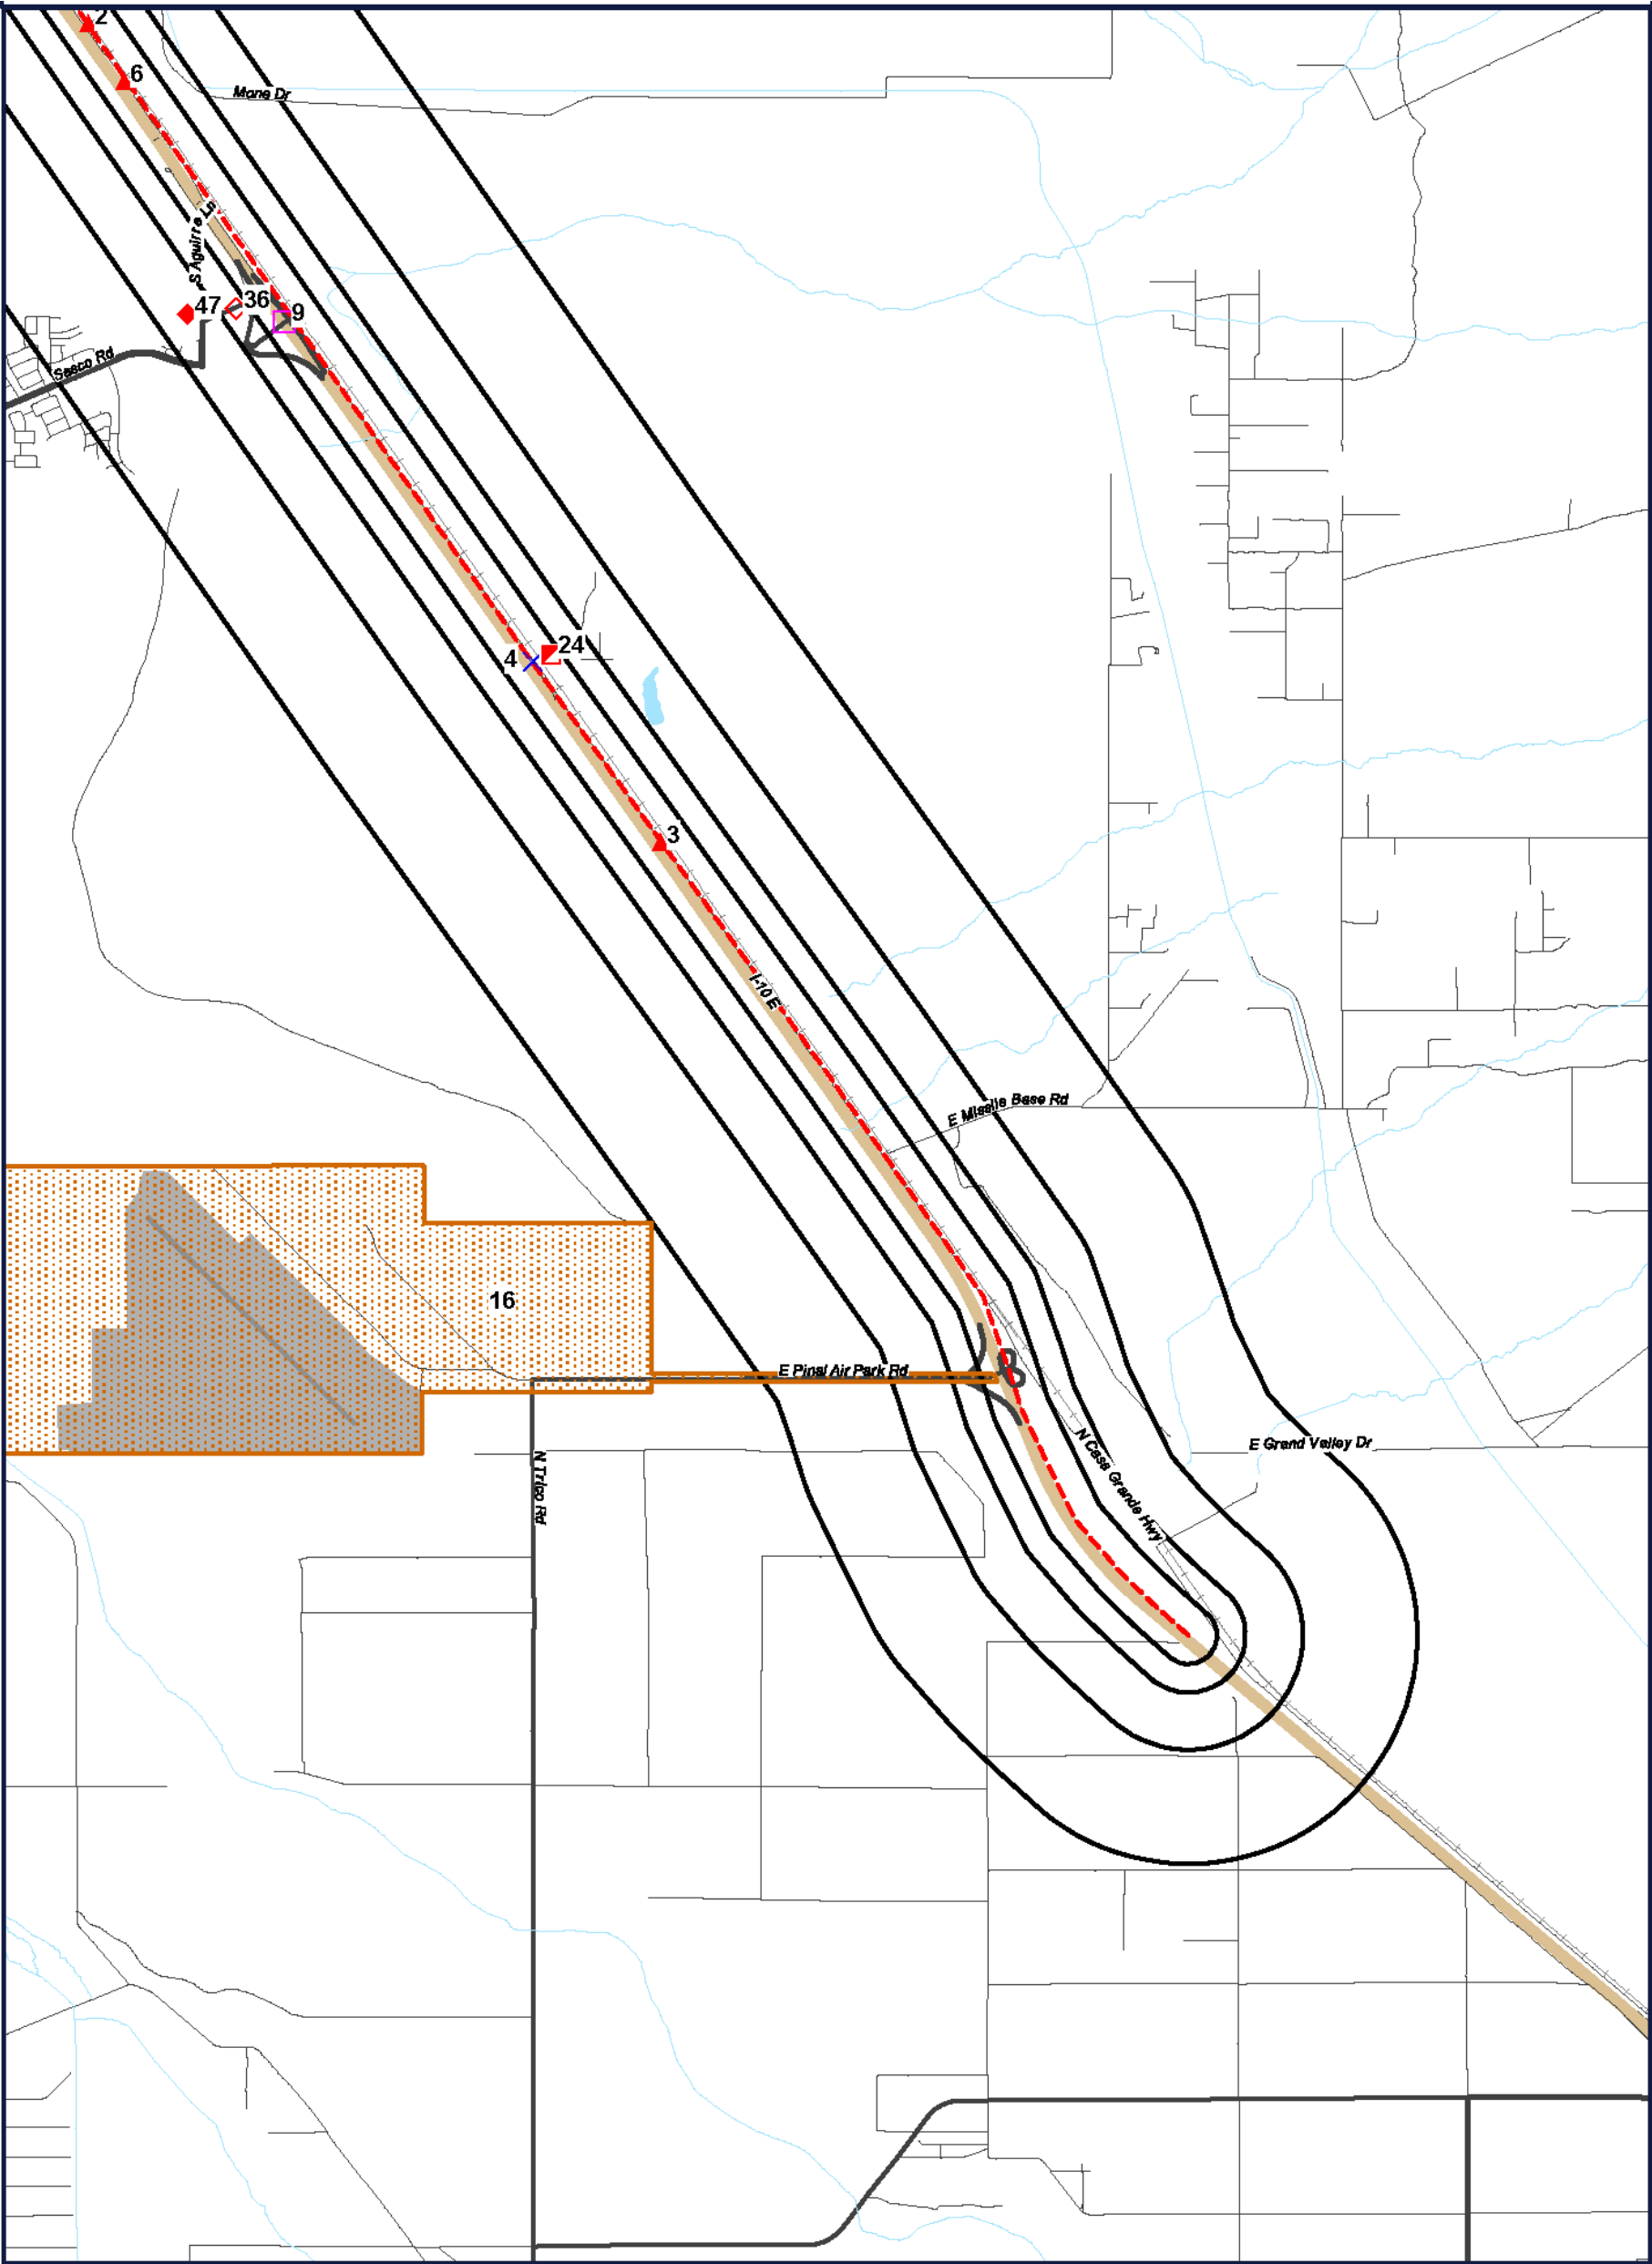 2
6
Mone Dr
S Aguirre Ln
47
36
9
Sasco Rd
24
4
3
I-10 E
E Missile Base Rd
16
E Pinal Air Park Rd
N Casa Grande Hwy
E Grand Valley Dr
N Trico Rd